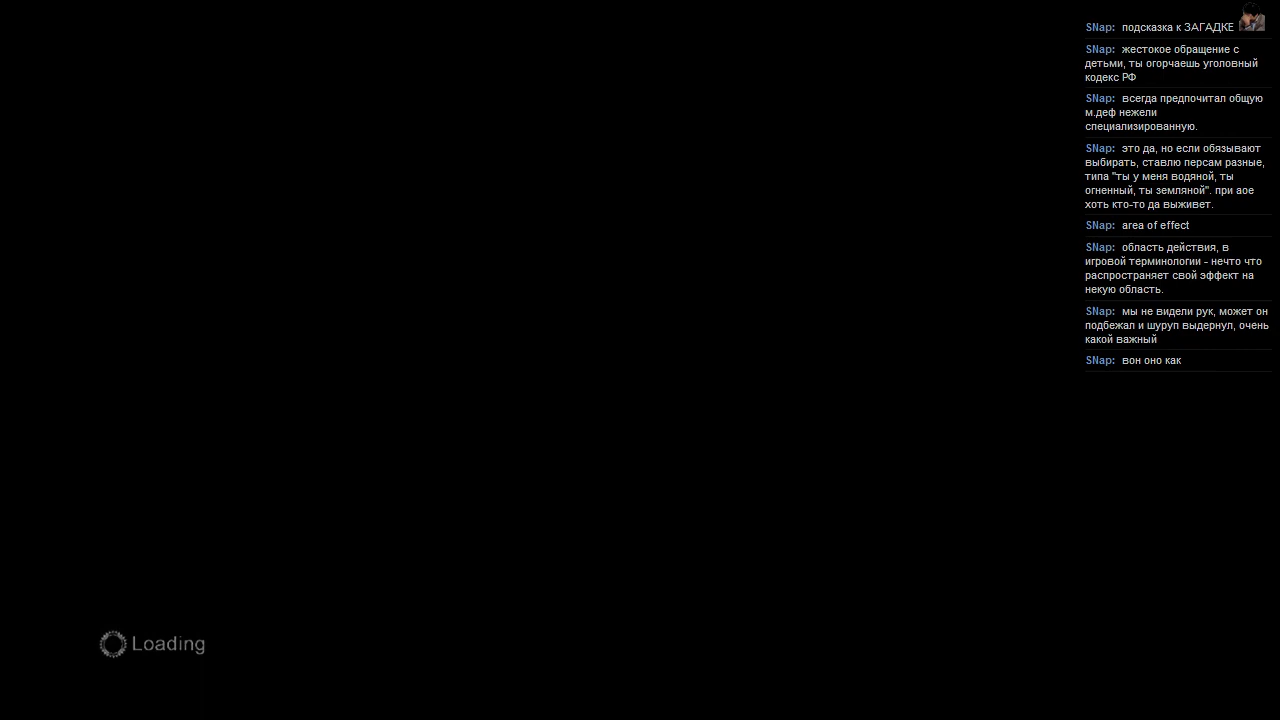 SNap: подсказка к ЗАГАДКЕ
SNap: жестокое обращение с
детьми, ты огорчаешь уголовный
кодекс РФ
SNap: всегда предпочитал общую
м.деф нежели
специализированную.
SNap: это да, но если обязывают
выбирать, ставлю персам разные,
типа "ты у меня водяной, ты
огненный, ты земляной". при аое
хоть кто-то да выживет.
SNap: area of effect
SNap: область действия, в
игровой терминологии - нечто что
распространяет свой эффект на
некую область.
SNap: мы не видели рук, может он
подбежал и шуруп выдернул, очень
какой важный
SNap: вон оно как
Loading